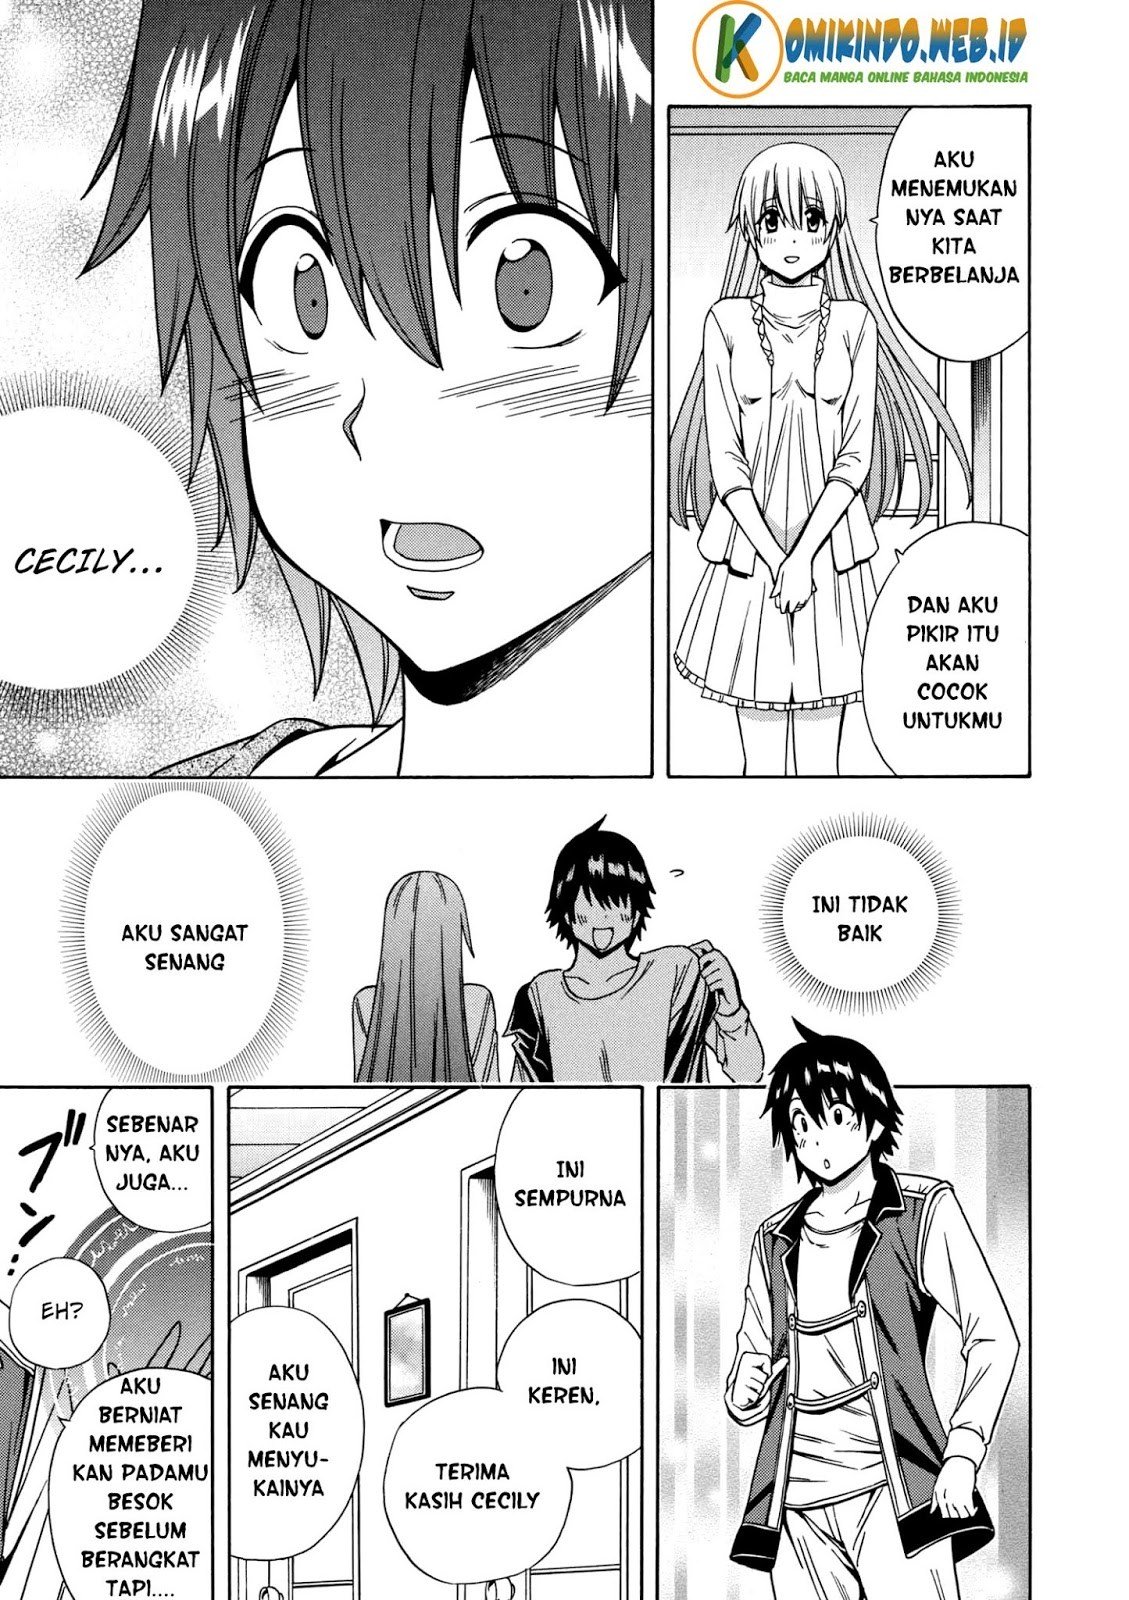 KOMIKINDO.WEB.ID
BACA MANGA ONLINE BAHASA INDONESIA
AKU
MENEMUKAN
NYA SAAT
KITA
BERBELANJA
DAN AKU
PIKIR ITU
AKAN
COCOK
UNTUKMU
CECILY...
INI TIDAK
BAIK
AKU SANGAT
SENANG
INI
SEMPURNA
INI
KEREN,
TERIMA
KASIH CECILY
AKU
SENANG
KAU
MENYU-
KAINYA
SEBENAR
NYA, AKU
JUGA...
EH?
AKU
BERNIAT
MEMEBERI
KAN PADAMU
BESOK
SEBELUM
BERANGKAT
TAPI....